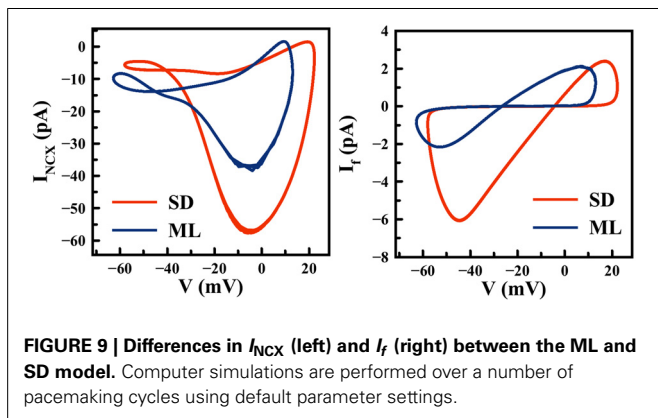 0
−10
−20
−30
−40
−50
−60
I_NCX (pA)
SD
ML
−60 −40 −20 0 20
V (mV)
4
2
0
−2
−4
−6
−8
I_f (pA)
SD
ML
−60 −40 −20 0 20
V (mV)
FIGURE 9 | Differences in I_NCX (left) and I_f (right) between the ML and
SD model. Computer simulations are performed over a number of
pacemaking cycles using default parameter settings.